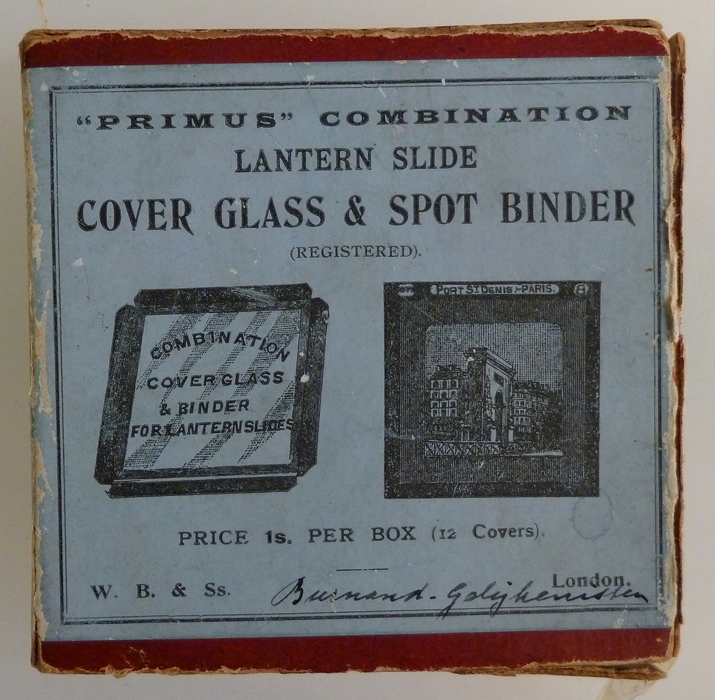 "PRIMUS" COMBINATION
LANTERN SLIDE
COVER GLASS & SPOT BINDER
(REGISTERED).
COMBINATION
COVER GLASS
& BINDER
FOR LANTERN SLIDES
PORT ST DENIS.-PARIS.
PRICE 1s. PER BOX (12 Covers).
W. B. & Ss.
London.